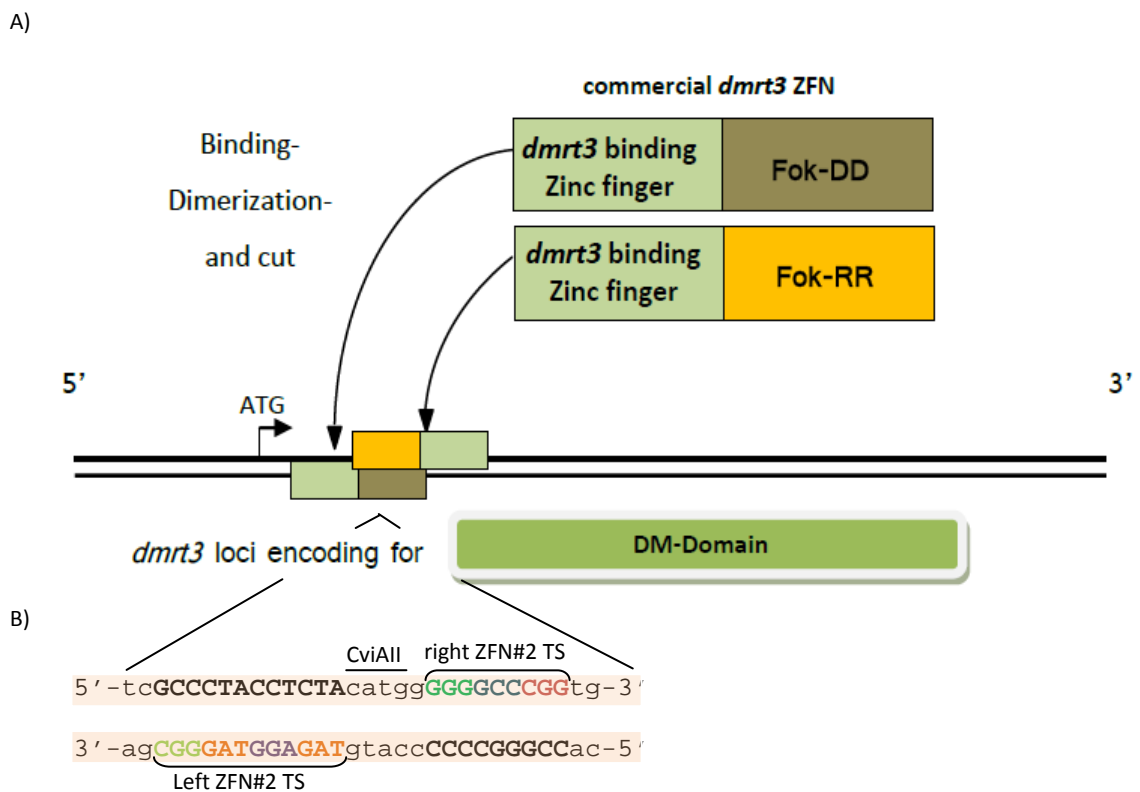 A)
commercial dmrt3 ZFN
Binding-
Dimerization-
and cut
dmrt3 binding
Zinc finger
Fok-DD
dmrt3 binding
Zinc finger
Fok-RR
5’
3’
ATG
dmrt3 loci encoding for
DM-Domain
B)
CviAII
right ZFN#2 TS
5’-tcGCCCTACCTCTAcatggGGGGCCCGGtg-3’
3’-agCGGGATGGAGATgtaccCCCCGGGCCac-5’
Left ZFN#2 TS